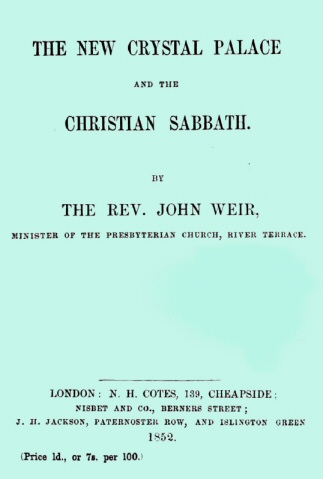 THE NEW CRYSTAL PALACE
AND THE
CHRISTIAN SABBATH.
BY
THE REV. JOHN WEIR,
MINISTER OF THE PRESBYTERIAN CHURCH, RIVER TERRACE.
LONDON: N. H. COTES, 139, CHEAPSIDE:
NISBET AND CO., BERNERS STREET;
J. H. JACKSON, PATERNOSTER ROW, AND ISLINGTON GREEN
1852.
(Price 1d., or 7s. per 100.)